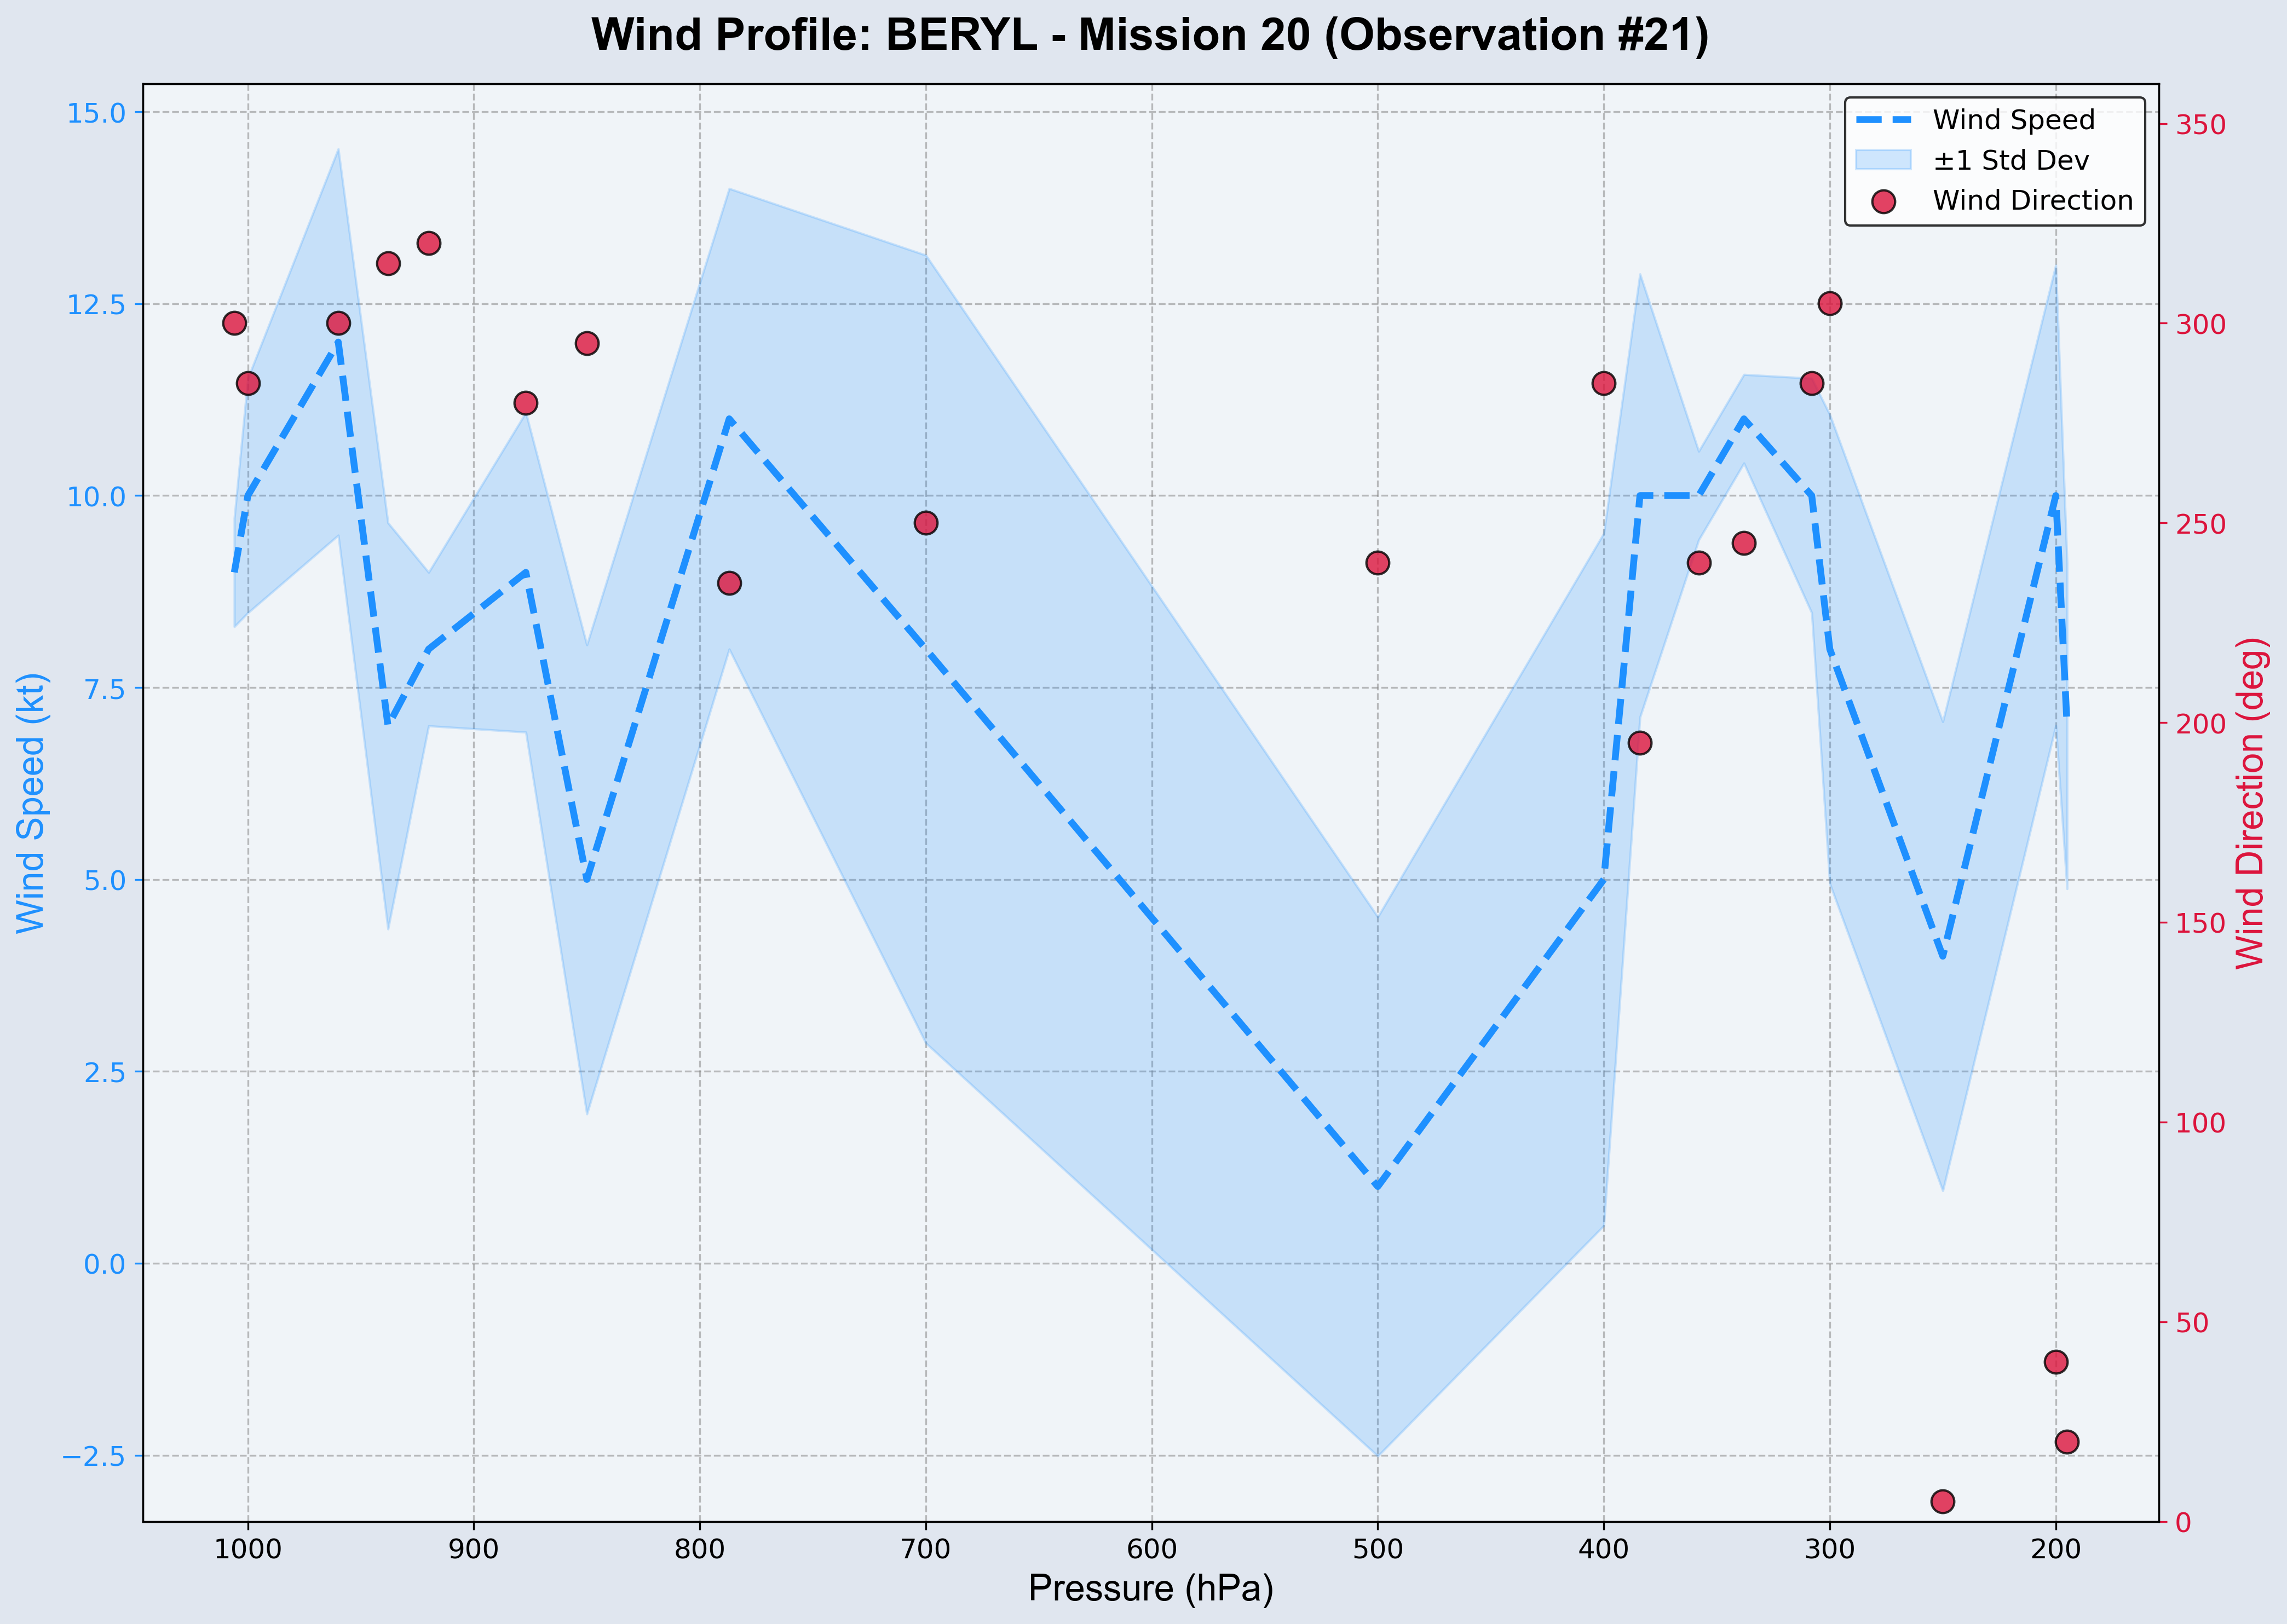 Wind Profile: BERYL - Mission 20 (Observation #21)
Wind Speed
±1 Std Dev
Wind Direction
Wind Speed (kt)
15.0
12.5
10.0
7.5
5.0
2.5
0.0
−2.5
350
300
250
200
150
100
50
0
Wind Direction (deg)
1000 900 800 700 600 500 400 300 200
Pressure (hPa)